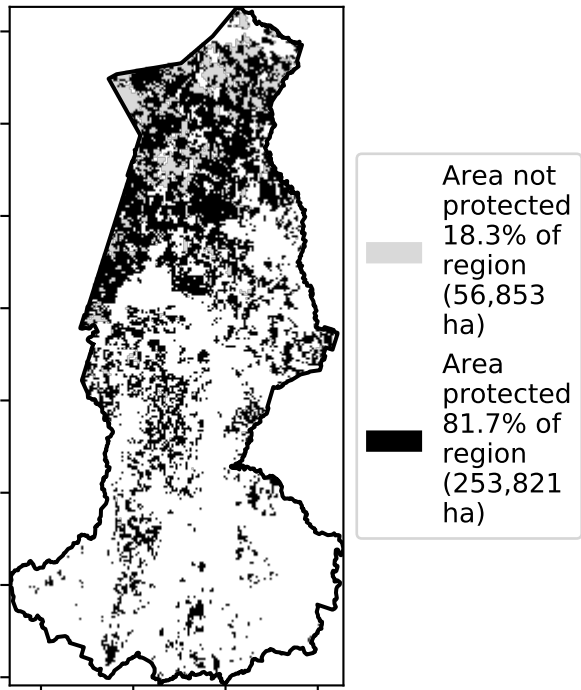 Area not
protected
18.3% of
region
(56,853
ha)
Area
protected
81.7% of
region
(253,821
ha)